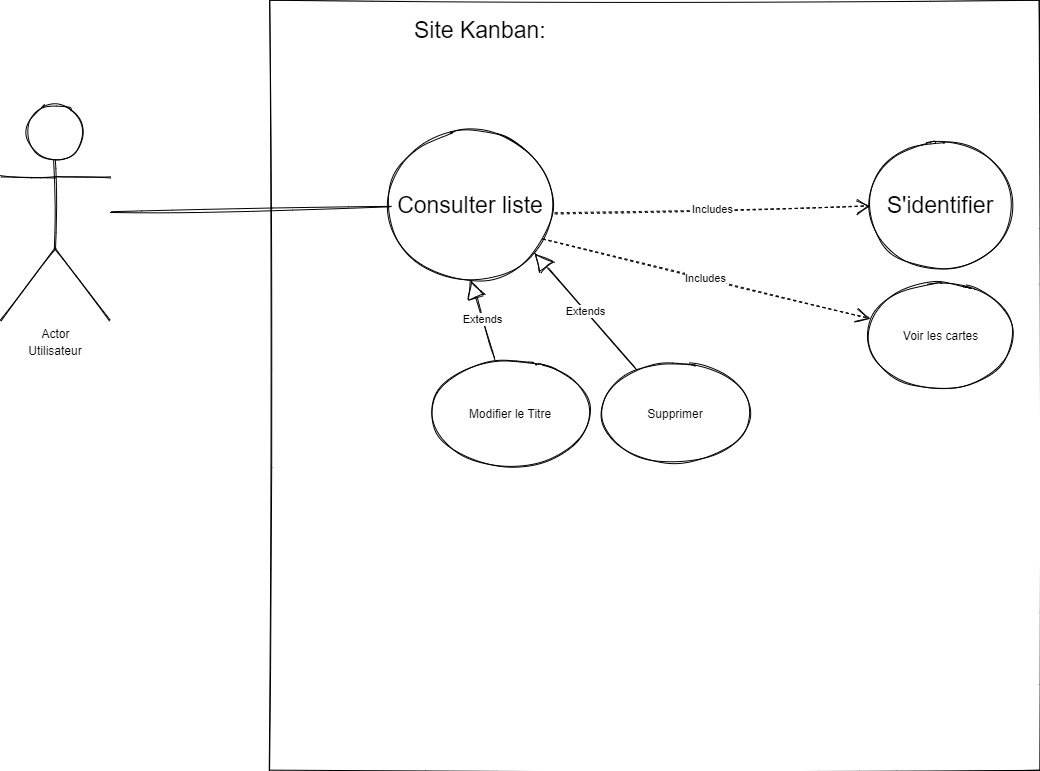 Site Kanban:
Consulter liste
Includes
S'identifier
Includes
Extends
Extends
Voir les cartes
Actor
Utilisateur
Modifier le Titre
Supprimer